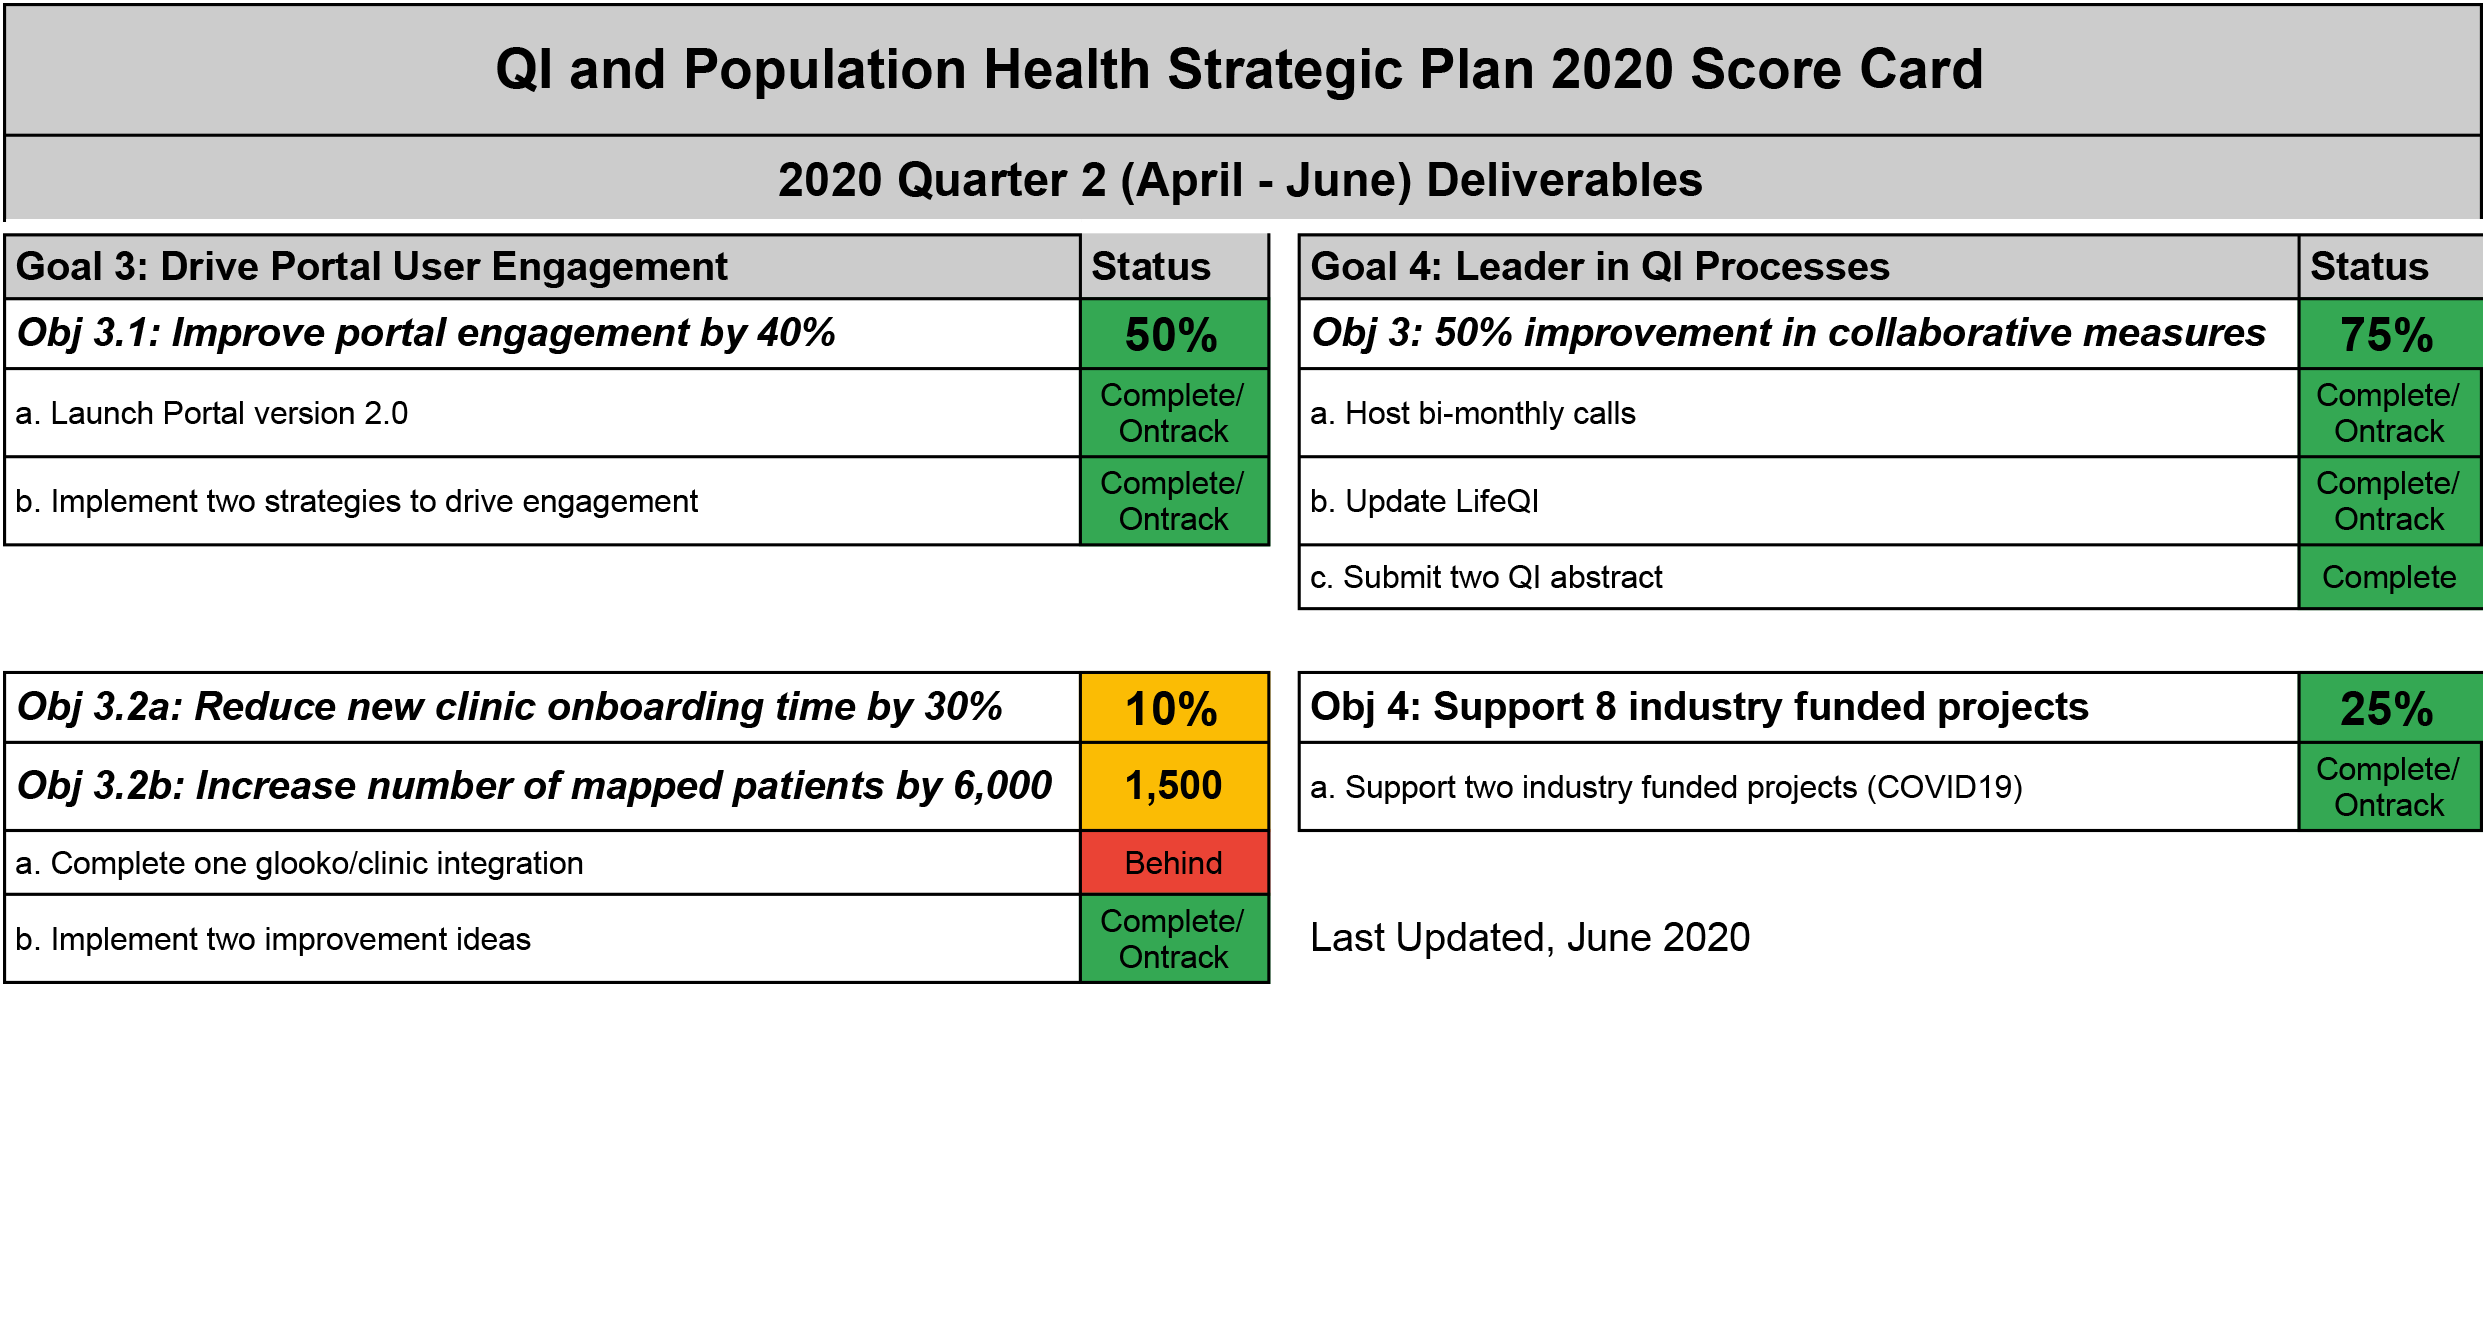 QI and Population Health Strategic Plan 2020 Score Card
2020 Quarter 2 (April - June) Deliverables
Goal 3: Drive Portal User Engagement
Status
Obj 3.1: Improve portal engagement by 40%
50%
a. Launch Portal version 2.0
Complete/
Ontrack
b. Implement two strategies to drive engagement
Complete/
Ontrack
Obj 3.2a: Reduce new clinic onboarding time by 30%
10%
Obj 3.2b: Increase number of mapped patients by 6,000
1,500
a. Complete one glooko/clinic integration
Behind
b. Implement two improvement ideas
Complete/
Ontrack
Goal 4: Leader in QI Processes
Status
Obj 3: 50% improvement in collaborative measures
75%
a. Host bi-monthly calls
Complete/
Ontrack
b. Update LifeQI
Complete/
Ontrack
c. Submit two QI abstract
Complete
Obj 4: Support 8 industry funded projects
25%
a. Support two industry funded projects (COVID19)
Complete/
Ontrack
Last Updated, June 2020